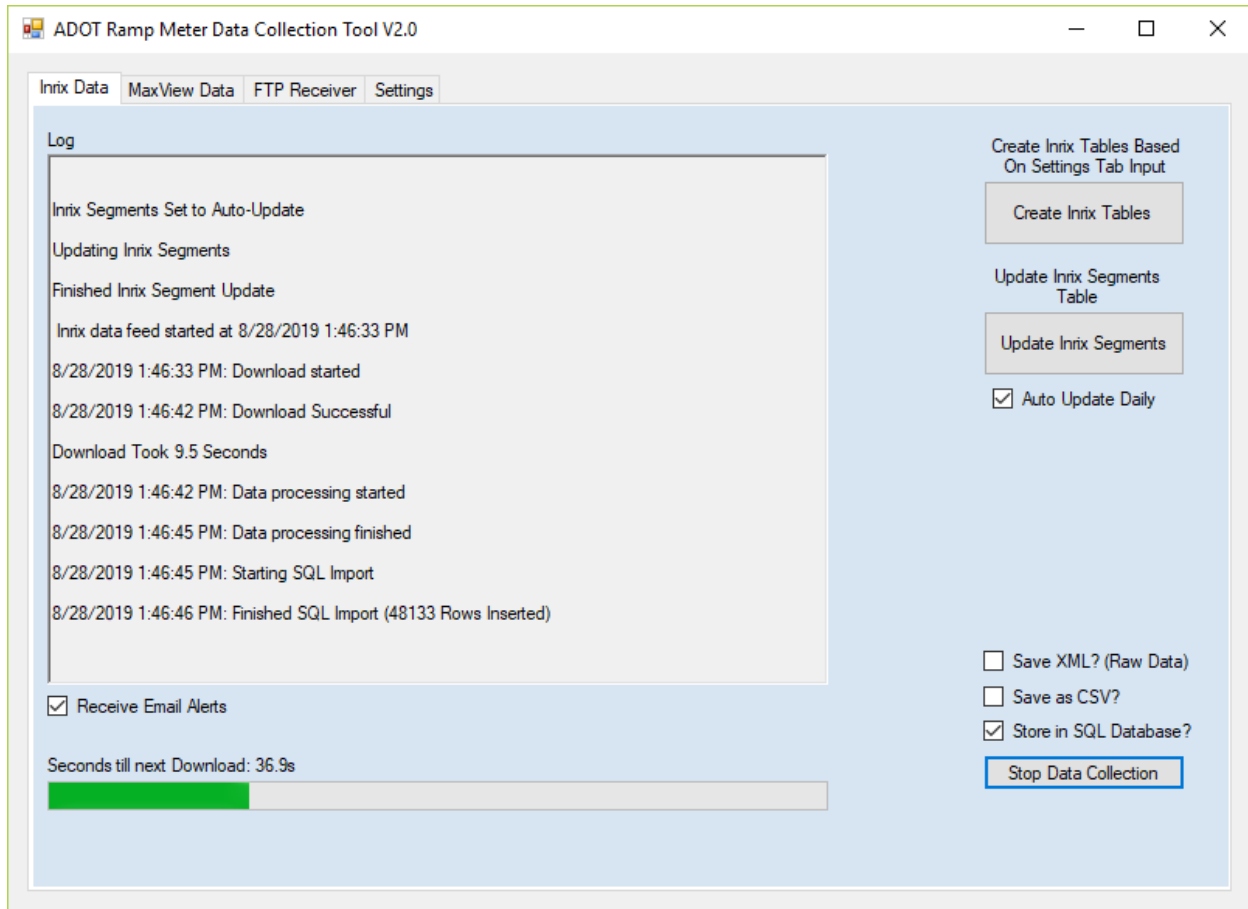 ADOT Ramp Meter Data Collection Tool V2.0
Inrix Data
MaxView Data
FTP Receiver
Settings
Log
Inrix Segments Set to Auto-Update
Updating Inrix Segments
Finished Inrix Segment Update
Inrix data feed started at 8/28/2019 1:46:33 PM
8/28/2019 1:46:33 PM: Download started
8/28/2019 1:46:42 PM: Download Successful
Download Took 9.5 Seconds
8/28/2019 1:46:42 PM: Data processing started
8/28/2019 1:46:45 PM: Data processing finished
8/28/2019 1:46:45 PM: Starting SQL Import
8/28/2019 1:46:46 PM: Finished SQL Import (48133 Rows Inserted)
Receive Email Alerts
Seconds till next Download: 36.9s
Create Inrix Tables Based
On Settings Tab Input
Create Inrix Tables
Update Inrix Segments
Table
Update Inrix Segments
Auto Update Daily
Save XML? (Raw Data)
Save as CSV?
Store in SQL Database?
Stop Data Collection